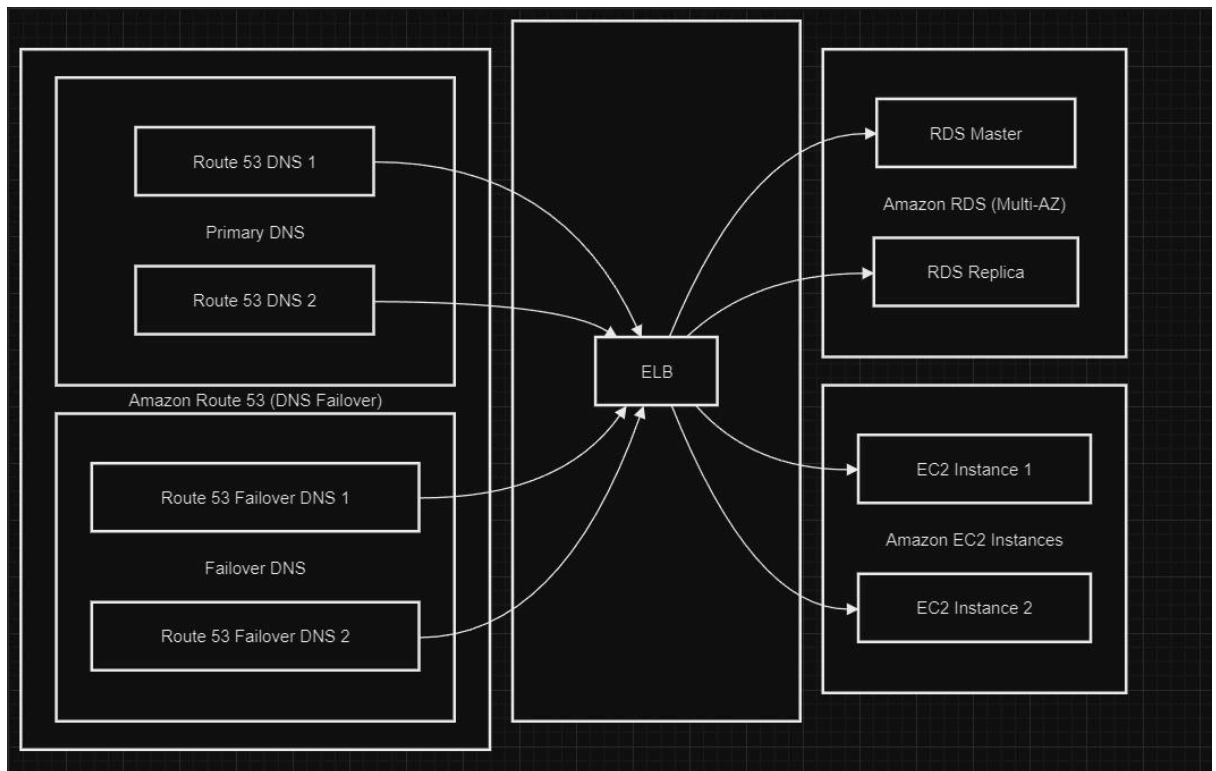 Route 53 DNS 1
Primary DNS
Route 53 DNS 2
Amazon Route 53 (DNS Failover)
Route 53 Failover DNS 1
Failover DNS
Route 53 Failover DNS 2
ELB
RDS Master
Amazon RDS (Multi-AZ)
RDS Replica
EC2 Instance 1
Amazon EC2 Instances
EC2 Instance 2